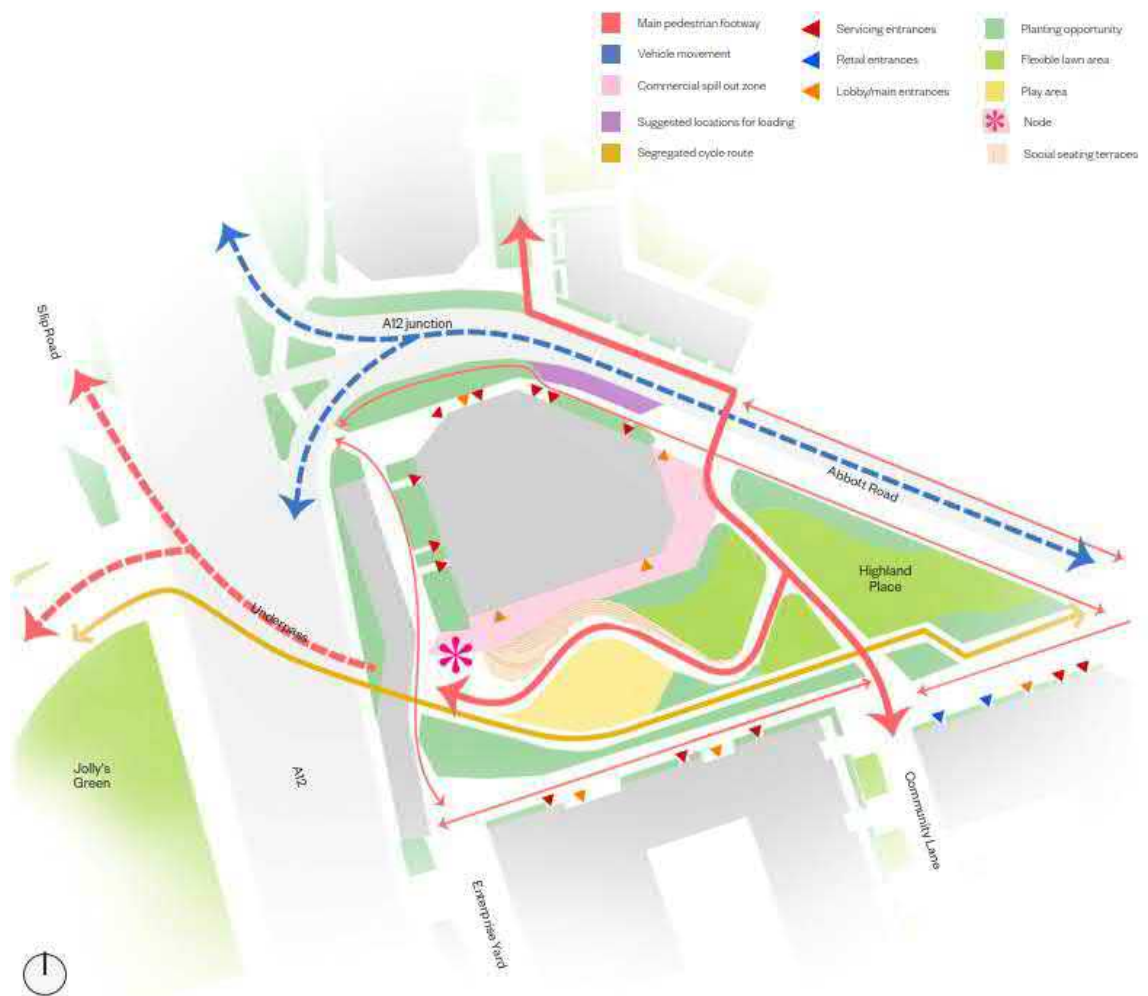 Main pedestrian footway
Vehicle movement
Commercial spill out zone
Suggested locations for loading
Segregated cycle route
Servicing entrances
Retail entrances
Lobby/main entrances
Planting opportunity
Flexible lawn area
Play area
Node
Social seating terraces
Slip Road
A12 junction
Abbott Road
Highland
Place
Underpass
Jolly's
Green
A12
Community Lane
Enterprise Yard